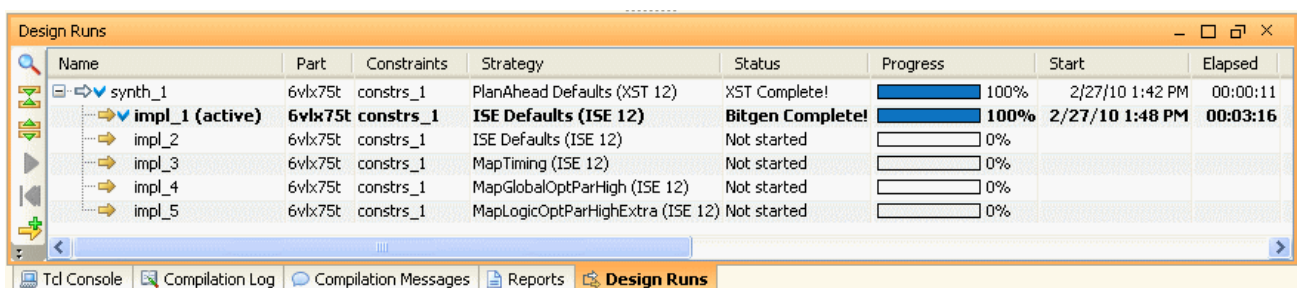 Design Runs
Name Part Constraints Strategy Status Progress Start Elapsed
synth_1 6vlx75t constrs_1 PlanAhead Defaults (XST 12) XST Complete! 100% 2/27/10 1:42 PM 00:00:11
impl_1 (active) 6vlx75t constrs_1 ISE Defaults (ISE 12) Bitgen Complete! 100% 2/27/10 1:48 PM 00:03:16
impl_2 6vlx75t constrs_1 ISE Defaults (ISE 12) Not started 0%
impl_3 6vlx75t constrs_1 MapTiming (ISE 12) Not started 0%
impl_4 6vlx75t constrs_1 MapGlobalOptParHigh (ISE 12) Not started 0%
impl_5 6vlx75t constrs_1 MapLogicOptParHighExtra (ISE 12) Not started 0%
Tcl Console Compilation Log Compilation Messages Reports Design Runs